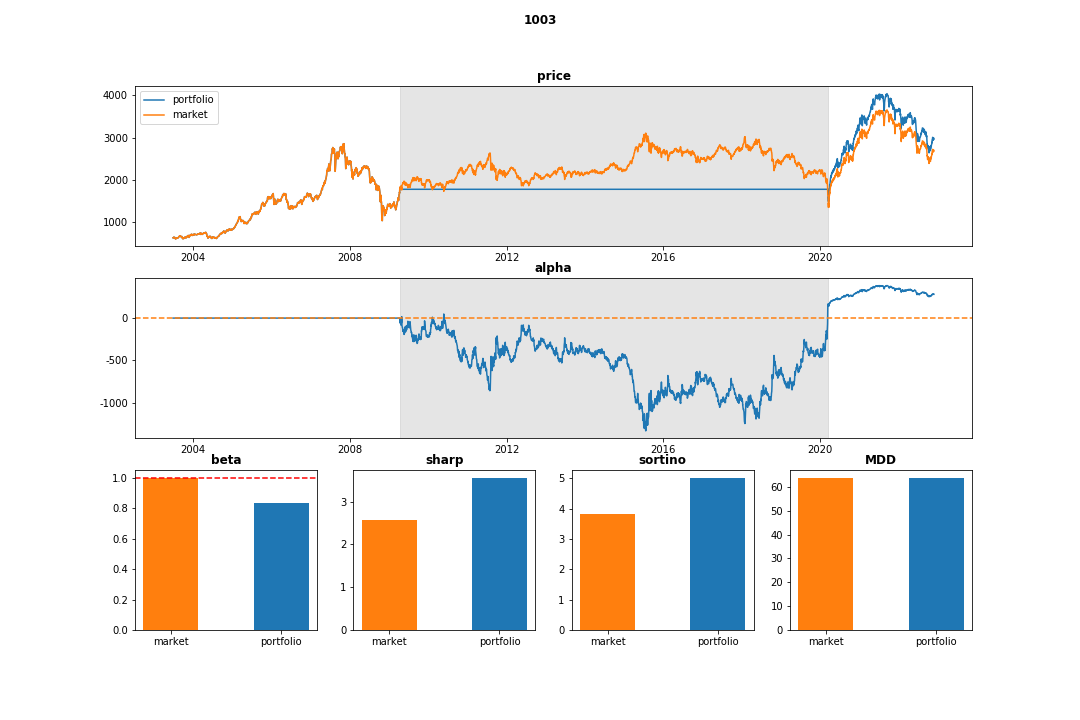 1003
price
4000
3000
2000
1000
portfolio
market
2004 2008 2012 2016 2020
alpha
0
-500
-1000
2004 2008 2012 2016 2020
beta
1.0
0.8
0.6
0.4
0.2
0.0
market portfolio
sharp
3
2
1
0
market portfolio
sortino
5
4
3
2
1
0
market portfolio
MDD
60
50
40
30
20
10
0
market portfolio